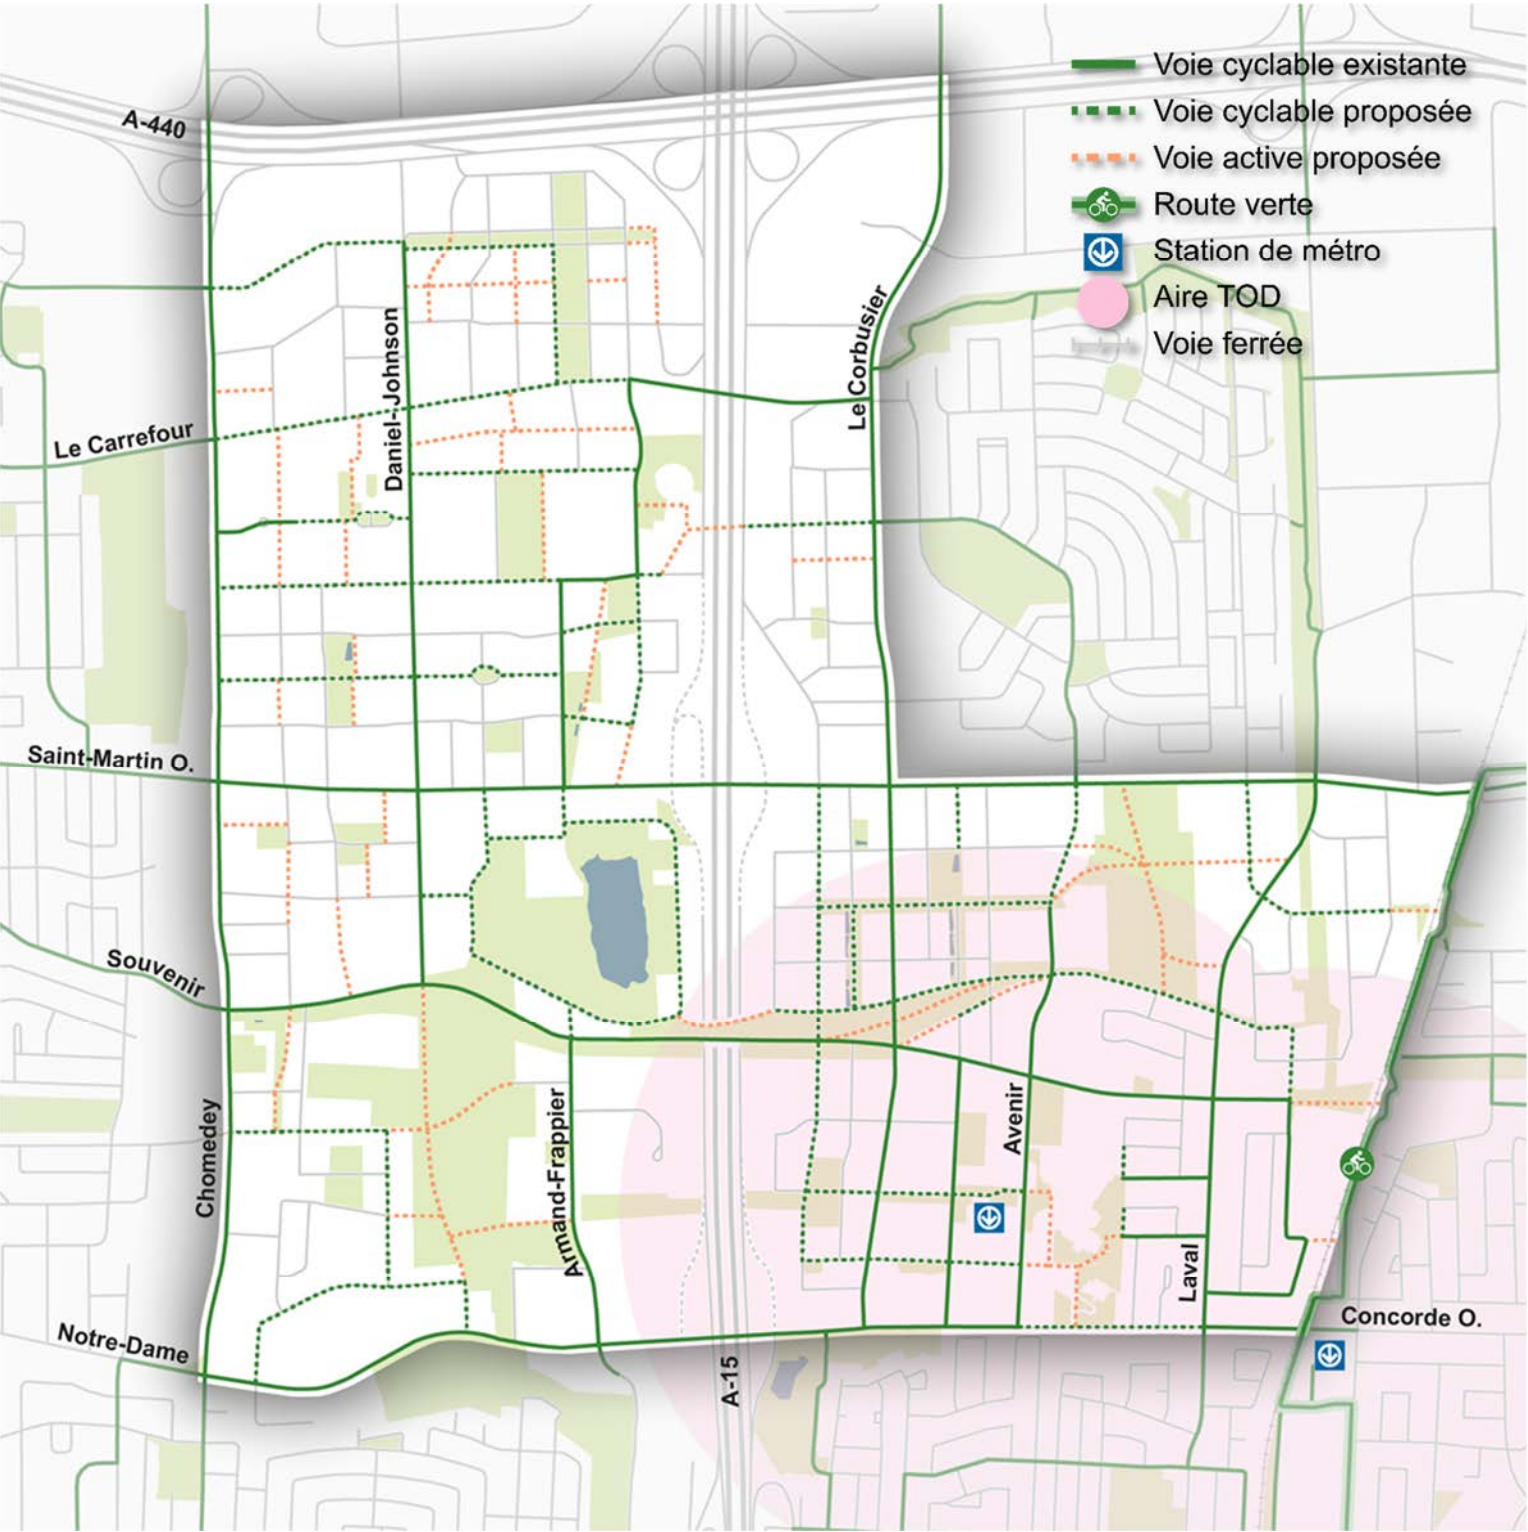 Voie cyclable existante
Voie cyclable proposée
Voie active proposée
Route verte
Station de métro
Aire TOD
Voie ferrée
A-440
Le Corbusier
Daniel-Johnson
Le Carrefour
Saint-Martin O.
Souvenir
Chomedey
Armand-Frappier
Avenir
Laval
Notre-Dame
Concorde O.
A-15